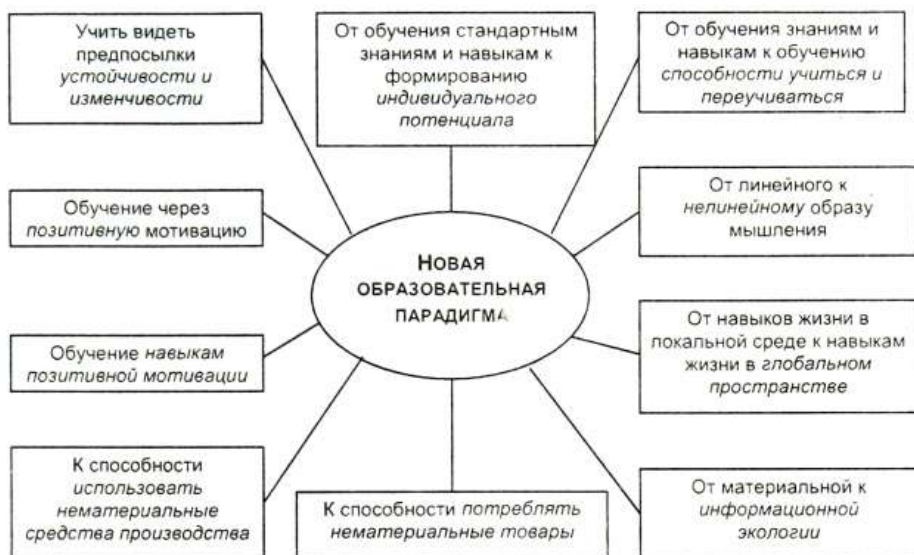 Учить видеть
предпосылки
устойчивости и
изменчивости
От обучения стандартным
знаниям и навыкам к
формированию
индивидуального
потенциала
От обучения знаниям и
навыкам к обучению
способности учиться и
переучиваться
Обучение через
позитивную мотивацию
От линейного к
нелинейному образу
мышления
НОВАЯ
ОБРАЗОВАТЕЛЬНАЯ
ПАРАДИГМА
Обучение навыкам
позитивной мотивации
От навыков жизни в
локальной среде к навыкам
жизни в глобальном
пространстве
К способности
использовать
нематериальные
средства производства
К способности потреблять
нематериальные товары
От материальной к
информационной
экологии